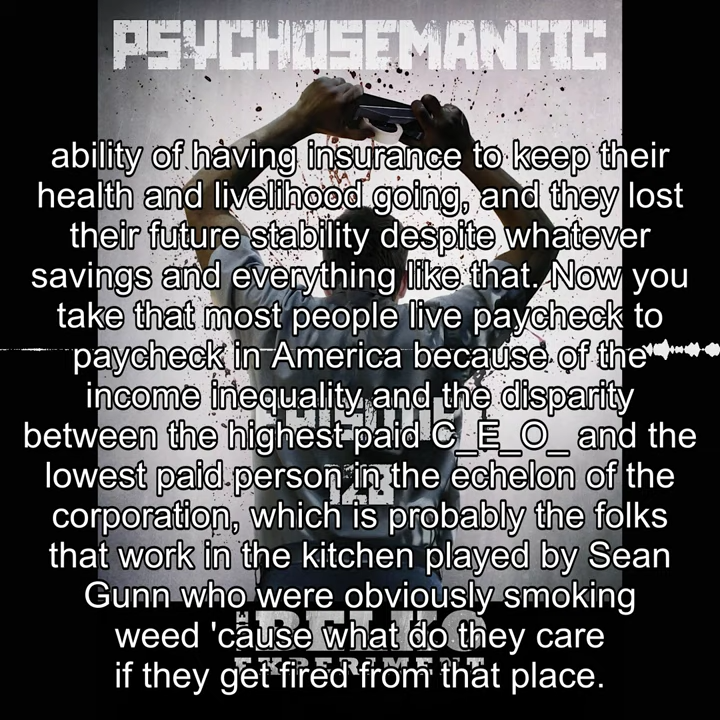 PSYCHOSEMANTIC
ability of having insurance to keep their
health and livelihood going, and they lost
their future stability despite whatever
savings and everything like that. Now you
take that most people live paycheck to
paycheck in America because of the
income inequality and the disparity
between the highest paid C_E_O_ and the
lowest paid person in the echelon of the
corporation, which is probably the folks
that work in the kitchen played by Sean
Gunn who were obviously smoking
weed 'cause what do they care
if they get fired from that place.
THE BELKO
EXPERIMENT